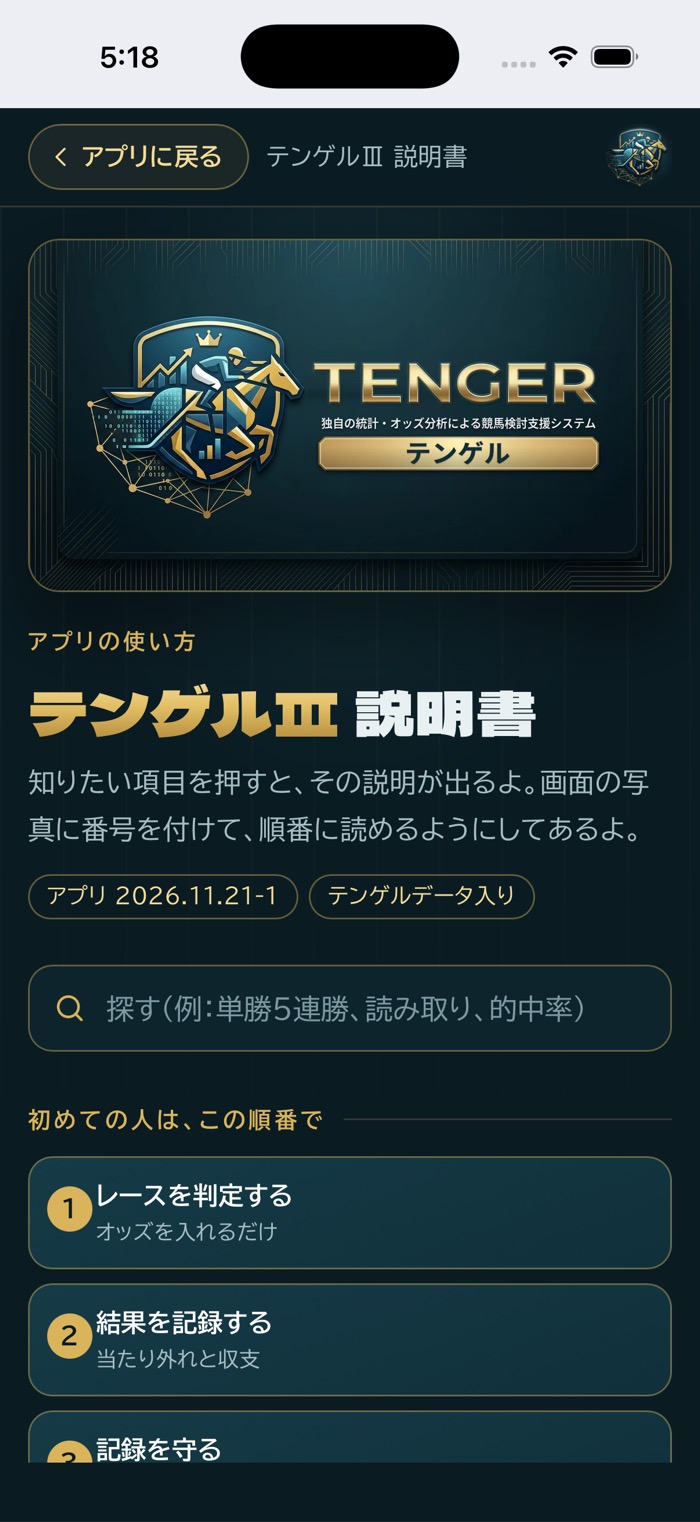 5:18
アプリに戻る
テンゲルⅢ 説明書
TENGER
独自の統計・オッズ分析による競馬検討支援システム
テンゲル
アプリの使い方
テンゲルⅢ 説明書
知りたい項目を押すと、その説明が出るよ。画面の写
真に番号を付けて、順番に読めるようにしてあるよ。
アプリ 2026.11.21-1
テンゲルデータ入り
探す(例:単勝5連勝、読み取り、的中率)
初めての人は、この順番で
1
レースを判定する
オッズを入れるだけ
2
結果を記録する
当たり外れと収支
3
記録を守る